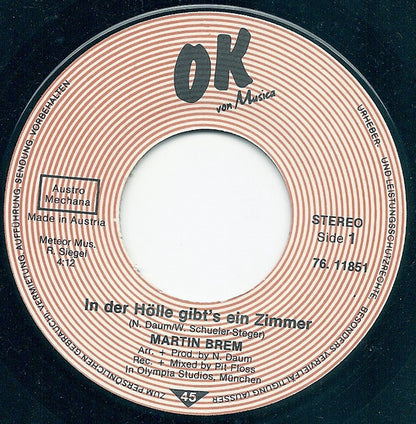 OK
von Musica
URHEBER- UND LEISTUNGSSCHUTZRECHTE BESONDERS VERVIELFÄLTIGUNG (AUSSER ZUM PERSÖNLICHEN GEBRAUCH), VERMIETUNG AUFFÜHRUNG, SENDUNG VORBEHALTEN
Austro
Mechana
Made in Austria
Meteor Mus.
R. Siegel
4:12
STEREO
Side 1
76. 11851
In der Hölle gibt's ein Zimmer
(N. Daum/W. Schueler-Steger)
MARTIN BREM
Arr. + Prod. by N. Daum
Rec. + Mixed by Pit Floss
In Olympia Studios, München
45